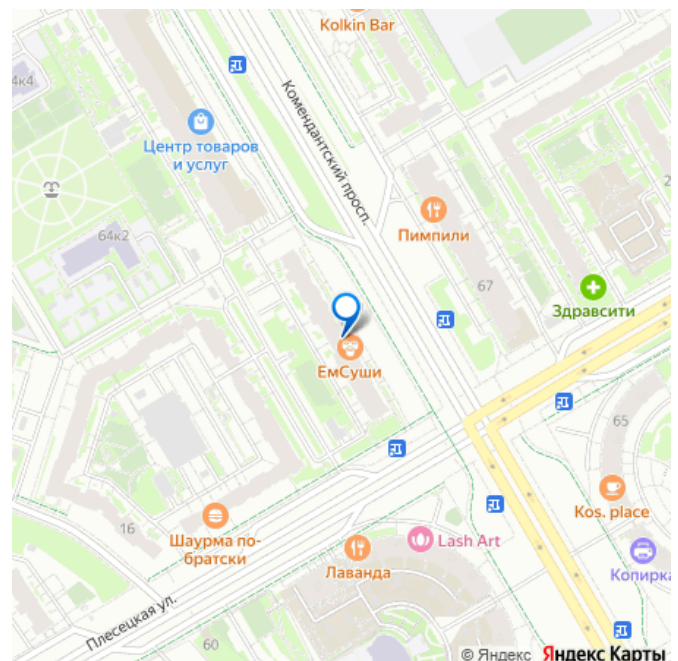 Kolkin Bar
4к4
Комендантский просп.
Центр товаров
и услуг
Пимпили
64к2
67
Здравсити
ЕмСуши
65
16
Kos. place
Шаурма по-
братски
Lash Art
Лаванда
Копирка
Плесецкая ул.
60
© Яндекс Яндекс Карты